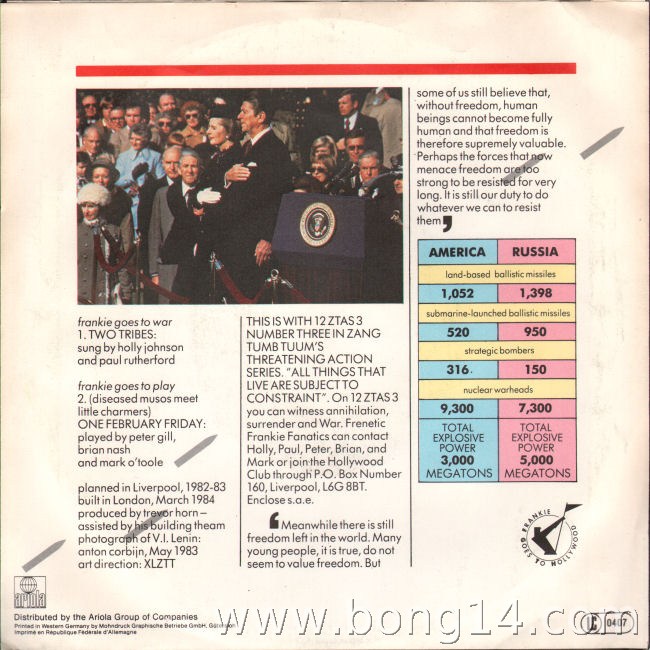 frankie goes to war
1. TWO TRIBES:
sung by holly johnson
and paul rutherford
frankie goes to play
2. (diseased musos meet
little charmers)
ONE FEBRUARY FRIDAY:
played by peter gill,
brian nash
and mark o'toole
planned in Liverpool, 1982-83
built in London, March 1984
produced by trevor horn–
assisted by his building theam
photograph of V.I. Lenin:
anton corbijn, May 1983
art direction: XLZTT
THIS IS WITH 12 ZTAS 3
NUMBER THREE IN ZANG
TUMB TUUM'S
THREATENING ACTION
SERIES. "ALL THINGS THAT
LIVE ARE SUBJECT TO
CONSTRAINT". On 12 ZTAS 3
you can witness annihilation,
surrender and War. Frenetic
Frankie Fanatics can contact
Holly, Paul, Peter, Brian, and
Mark or join the Hollywood
Club through P.O. Box Number
160, Liverpool, L6G 8BT.
Enclose s.a.e.
‘Meanwhile there is still
freedom left in the world. Many
young people, it is true, do not
seem to value freedom. But
some of us still believe that,
without freedom, human
beings cannot become fully
human and that freedom is
therefore supremely valuable.
Perhaps the forces that now
menace freedom are too
strong to be resisted for very
long. It is still our duty to do
whatever we can to resist
them’
AMERICA RUSSIA
land-based ballistic missiles
1,052 1,398
submarine-launched ballistic missiles
520 950
strategic bombers
316. 150
nuclear warheads
9,300 7,300
TOTAL TOTAL
EXPLOSIVE EXPLOSIVE
POWER POWER
3,000 5,000
MEGATONS MEGATONS
FRANKIE
GOES TO HOLLYWOOD
ariola
Distributed by the Ariola Group of Companies
Printed in Western Germany by Mohndruck Graphische Betriebe GmbH, Gütersloh
Imprimé en République Fédérale d'Allemagne
www.bong14.com
LC 0407